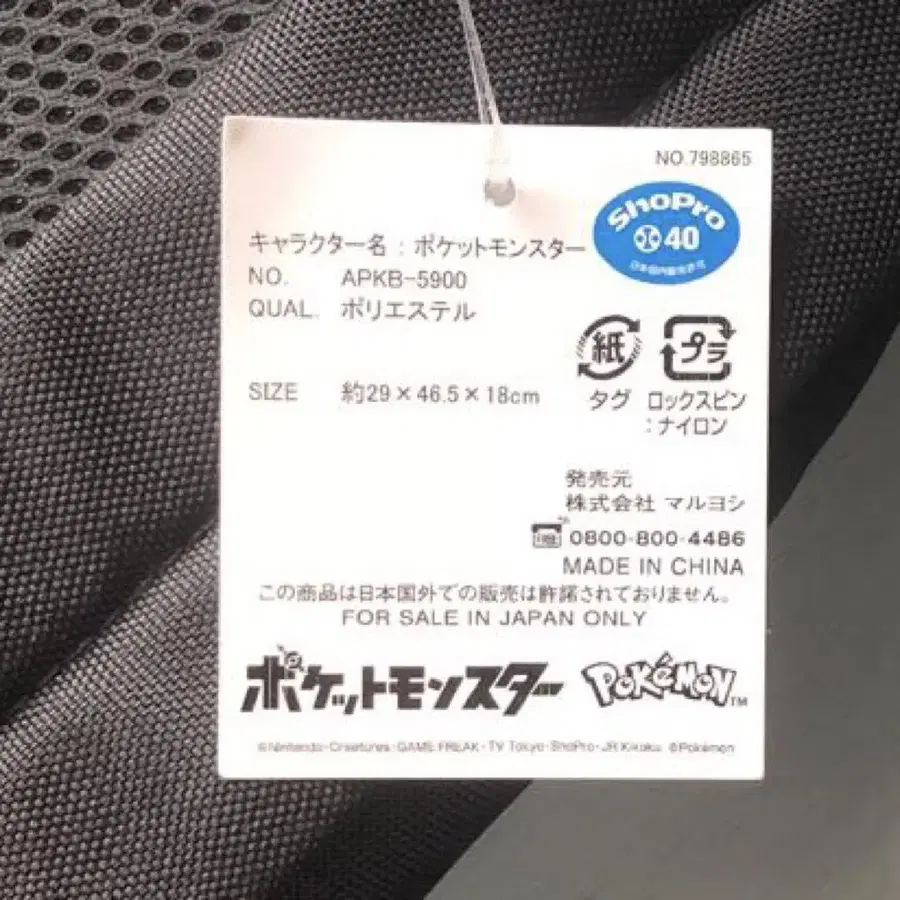 NO.798865
ShoPro
40
キャラクター名：ポケットモンスター
NO. APKB-5900
QUAL. ポリエステル
SIZE 約29×46.5×18cm
紙 プラ
タグ ロックスピン
：ナイロン
発売元
株式会社 マルヨシ
0800-800-4486
MADE IN CHINA
この商品は日本国外での販売は許諾されておりません。
FOR SALE IN JAPAN ONLY
ポケットモンスター POKéMON™
©Nintendo・Creatures・GAME FREAK・TV Tokyo・ShoPro・JR Kikaku ©Pokémon